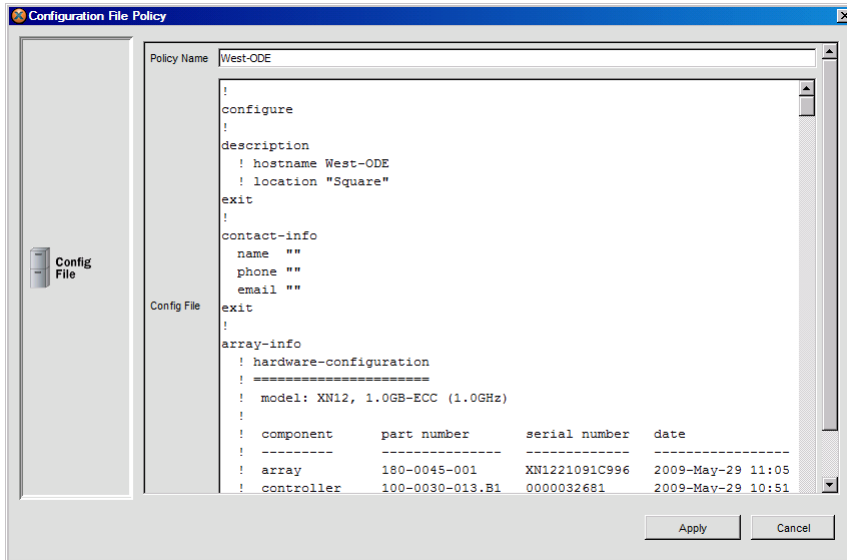 Configuration File Policy
Config
File
Policy Name West-ODE
Config File
!
configure
!
description
  ! hostname West-ODE
  ! location "Square"
exit
!
contact-info
  name  ""
  phone ""
  email ""
exit
!
array-info
  ! hardware-configuration
  ! ======================
  !  model: XN12, 1.0GB-ECC (1.0GHz)
  !
  !  component      part number      serial number   date
  !  ---------      ---------------  -------------   -----------------
  !  array          180-0045-001     XN1221091C996   2009-May-29 11:05
  !  controller     100-0030-013.B1  0000032681      2009-May-29 10:51
Apply Cancel